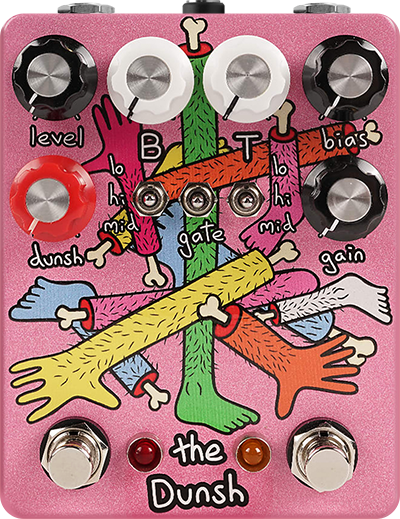 level B T bias
lo lo
hi hi
mid mid
dunsh gate gain
the
Dunsh